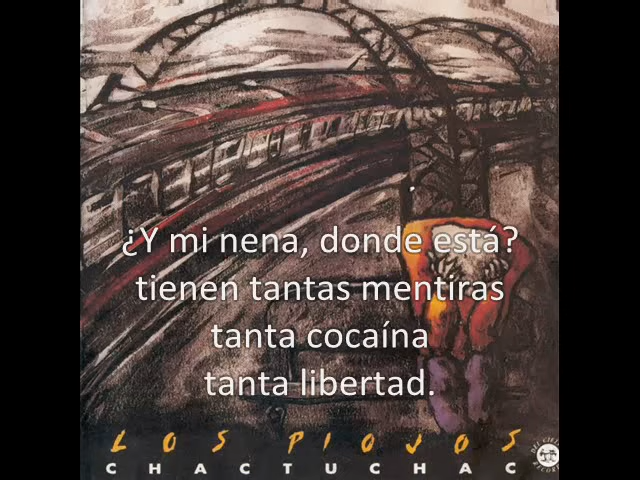 ¿Y mi nena, donde está?
tienen tantas mentiras
tanta cocaína
tanta libertad.
LOS PIOJOS
CHACTUCHAC